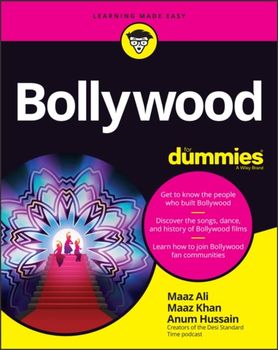 LEARNING MADE EASY
Bollywood
for
dummies
A Wiley Brand
Get to know the people
who built Bollywood
Discover the songs, dance,
and history of Bollywood films
Learn how to join Bollywood
fan communities
Maaz Ali
Maaz Khan
Anum Hussain
Creators of the Desi Standard
Time podcast